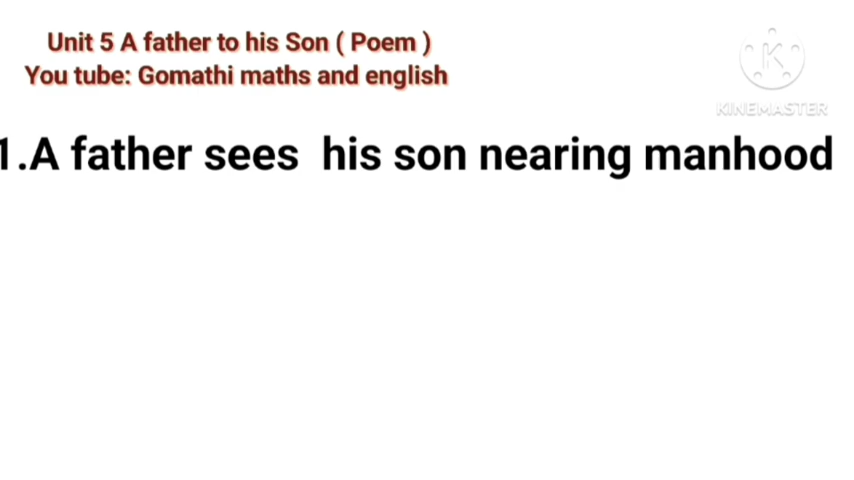 Unit 5 A father to his Son ( Poem )
You tube: Gomathi maths and english
K
KINEMASTER
1.A father sees his son nearing manhood